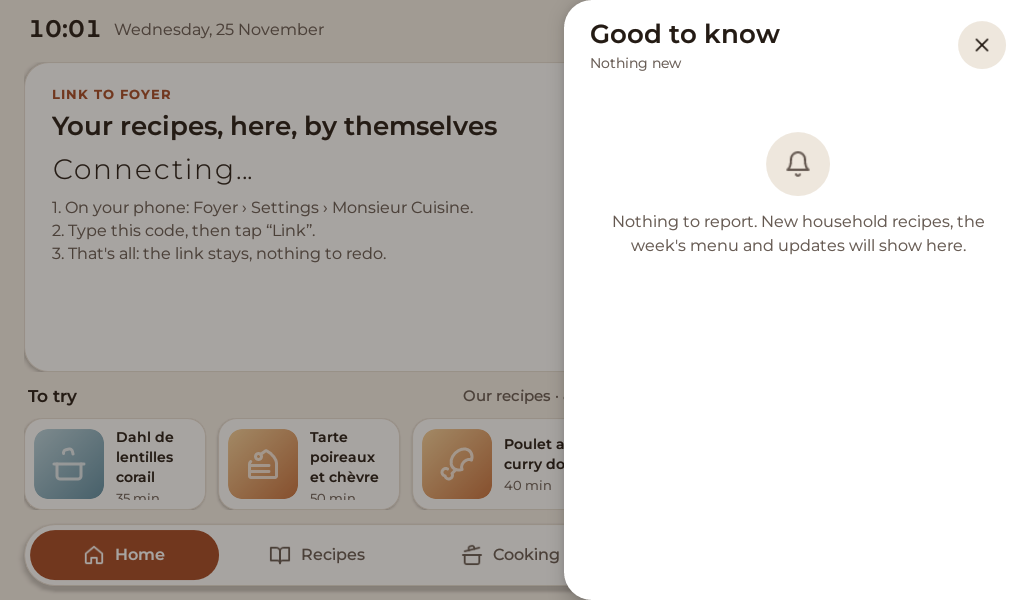 10:01 Wednesday, 25 November
LINK TO FOYER
Your recipes, here, by themselves
Connecting...
1. On your phone: Foyer › Settings › Monsieur Cuisine.
2. Type this code, then tap “Link”.
3. That's all: the link stays, nothing to redo.
To try
Our recipes ·
Dahl de
lentilles
corail
35 min
Tarte
poireaux
et chèvre
50 min
Poulet a
curry do
40 min
Home
Recipes
Cooking
Good to know
Nothing new
Nothing to report. New household recipes, the
week's menu and updates will show here.